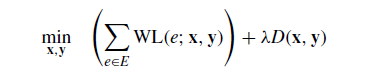 min x,y ( ∑ e∈E WL(e; x, y) ) + λD(x, y)